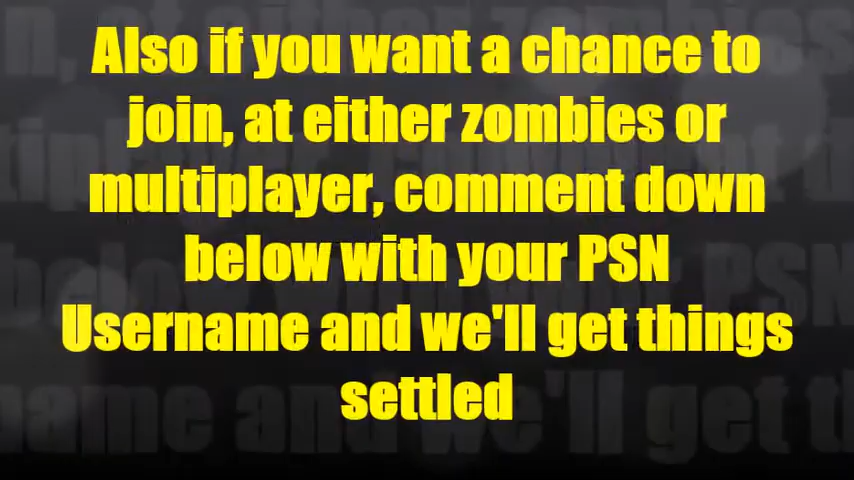 Also if you want a chance to
join, at either zombies or
multiplayer, comment down
below with your PSN
Username and we'll get things
settled